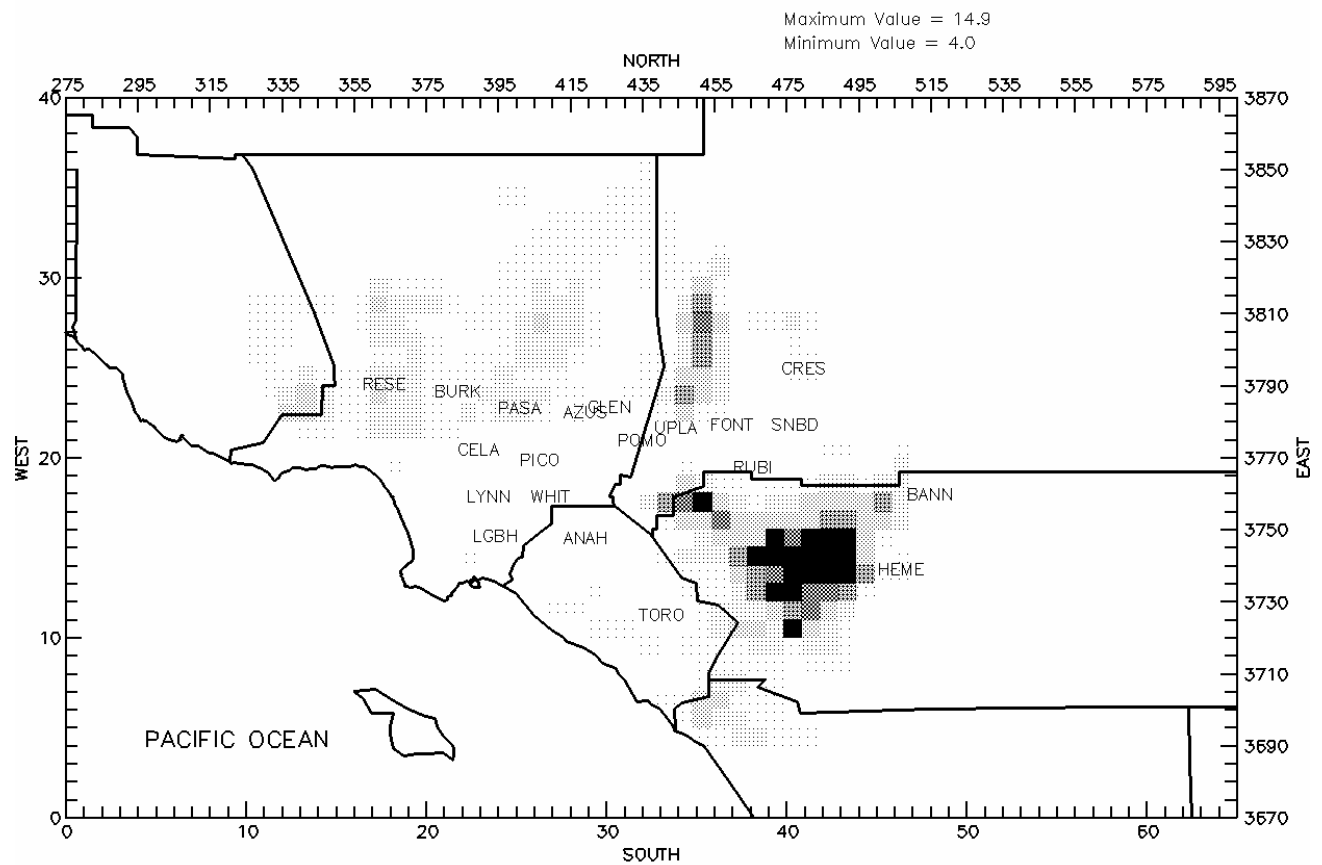 Maximum Value = 14.9
Minimum Value = 4.0
NORTH
275 295 315 335 355 375 395 415 435 455 475 495 515 535 555 575 595
40 3870
3850
3830
30
3810
CRES
RESE BURK 3790
PASA AZUS GLEN
UPLA FONT SNBD
POMO
WEST CELA EAST
PICO RUBI
20 3770
LYNN WHIT BANN
LGBH ANAH 3750
HEME
TORO 3730
10
3710
PACIFIC OCEAN 3690
0 3670
0 10 20 30 40 50 60
SOUTH